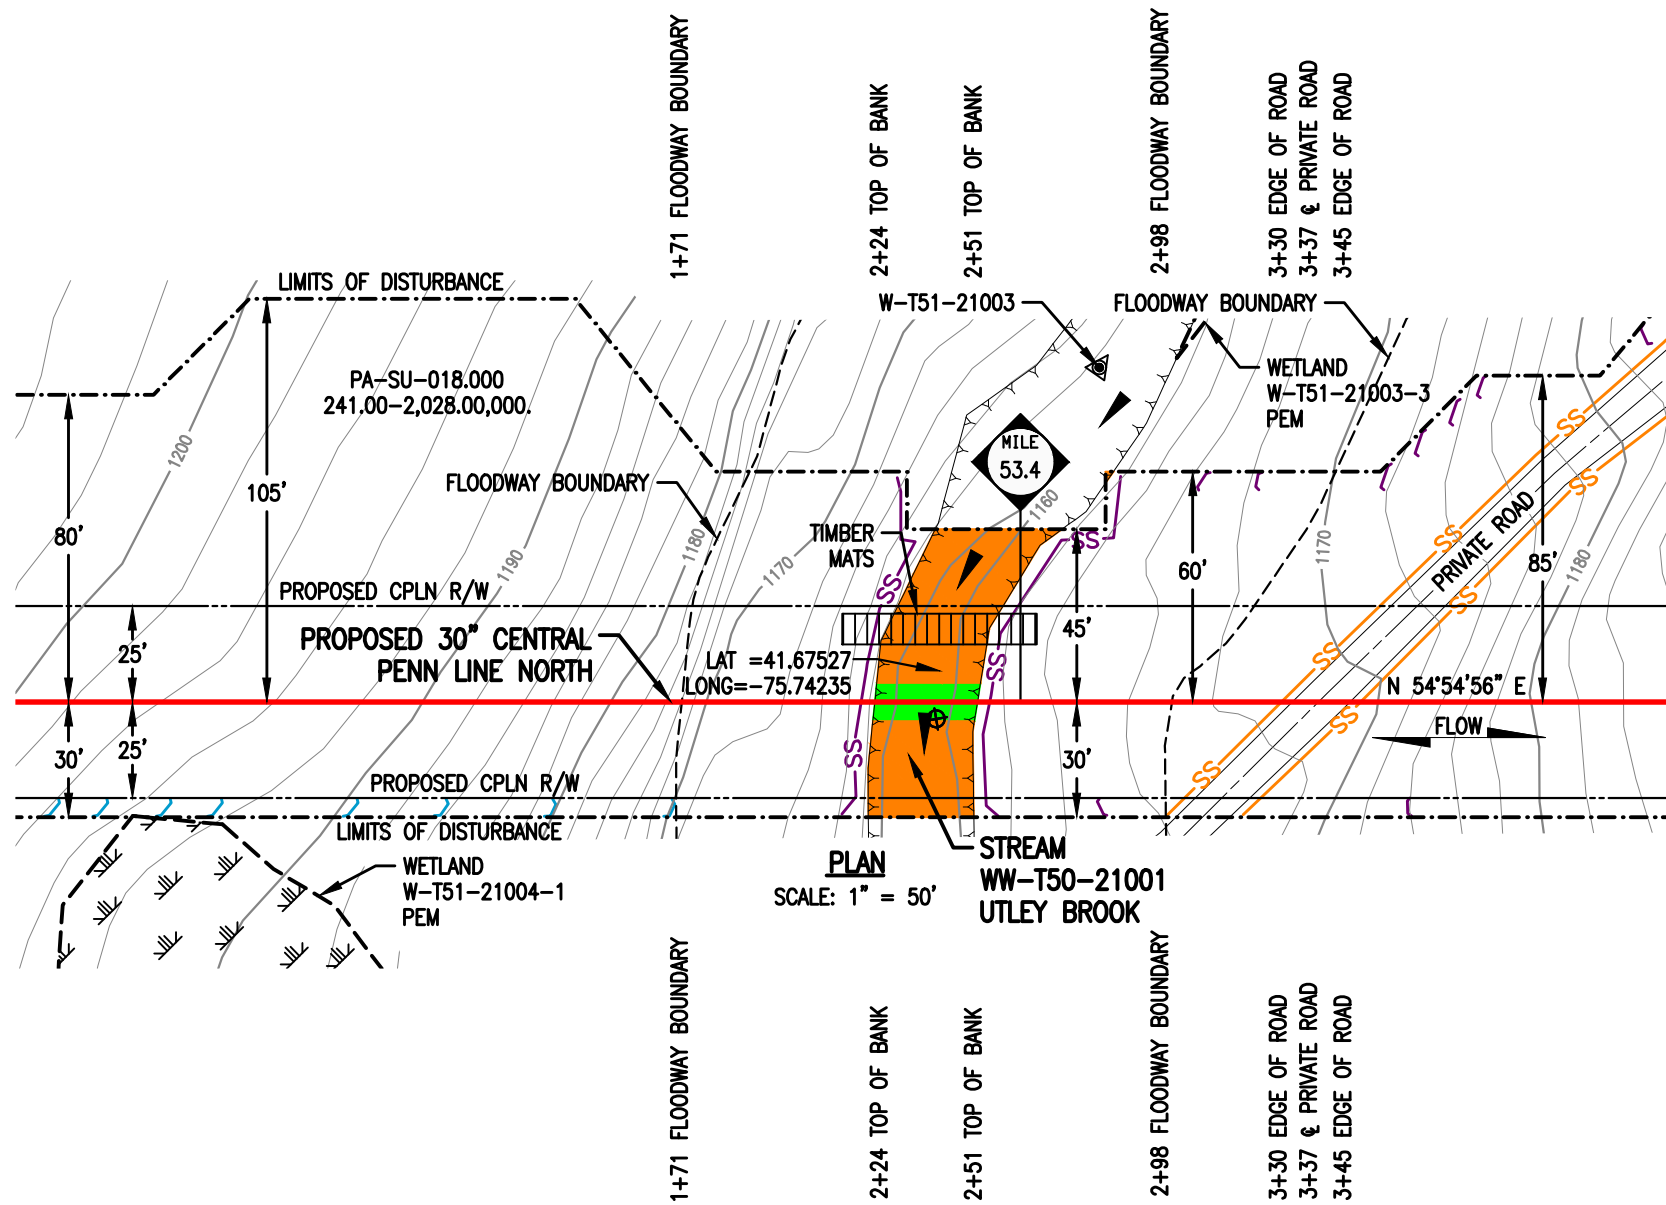 1+71 FLOODWAY BOUNDARY
2+24 TOP OF BANK
2+51 TOP OF BANK
2+98 FLOODWAY BOUNDARY
3+30 EDGE OF ROAD
3+37 ℄ PRIVATE ROAD
3+45 EDGE OF ROAD
LIMITS OF DISTURBANCE
W-T51-21003
FLOODWAY BOUNDARY
PA-SU-018.000
241.00-2,028.00,000.
WETLAND
W-T51-21003-3
PEM
1200
105'
FLOODWAY BOUNDARY
MILE
53.4
1160
SS
SS
80'
1190
1180
1170
TIMBER
MATS
SS
SS
60'
1170
SS
PRIVATE ROAD
85'
1180
PROPOSED CPLN R/W
SS
SS
25'
PROPOSED 30" CENTRAL
PENN LINE NORTH
45'
LAT =41.67527
LONG=-75.74235
SS
SS
N 54°54'56" E
30'
25'
SS
30'
SS
SS
FLOW
PROPOSED CPLN R/W
LIMITS OF DISTURBANCE
WETLAND
W-T51-21004-1
PEM
PLAN
SCALE: 1" = 50'
STREAM
WW-T50-21001
UTLEY BROOK
1+71 FLOODWAY BOUNDARY
2+24 TOP OF BANK
2+51 TOP OF BANK
2+98 FLOODWAY BOUNDARY
3+30 EDGE OF ROAD
3+37 ℄ PRIVATE ROAD
3+45 EDGE OF ROAD